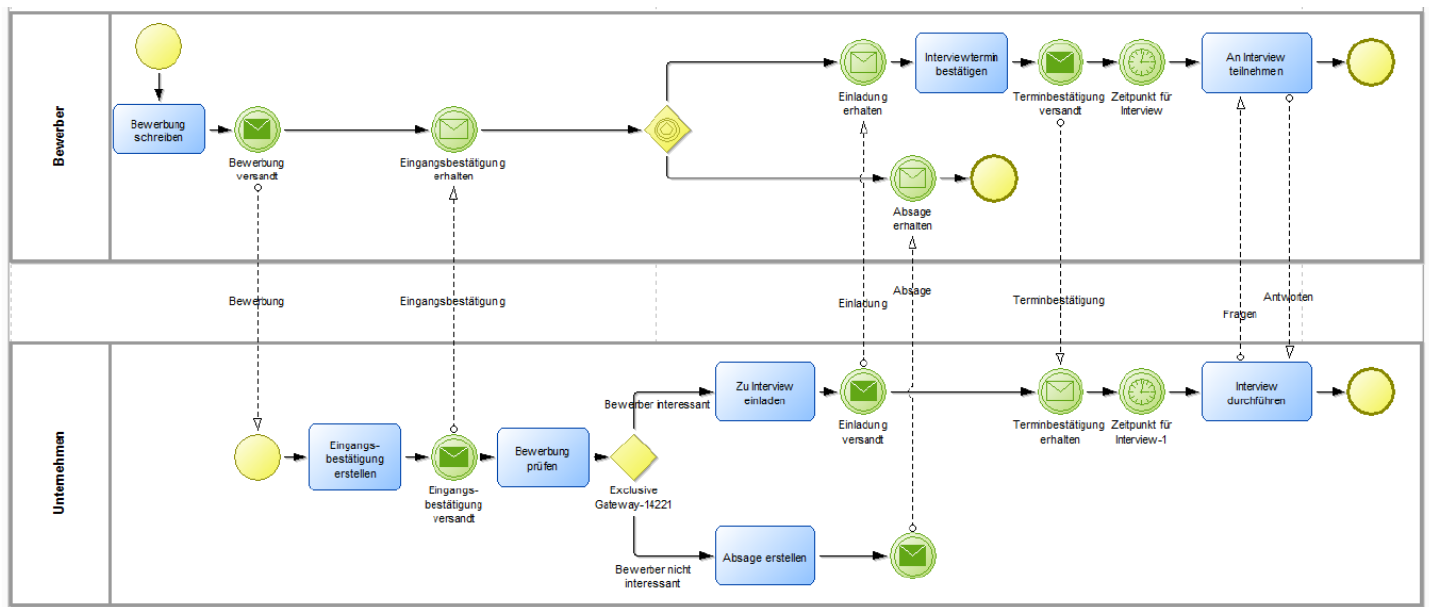 Bewerber
An Interview
teilnehmen
Interviewtermin
bestätigen
Einladung
erhalten
Terminbestätigung
versandt
Zeitpunkt für
Interview
Bewerbung
schreiben
Bewerbung
versandt
Eingangsbestätigung
erhalten
Absage
erhalten
Bewerbung
Eingangsbestätigung
Einladung
Absage
Terminbestätigung
Fragen
Antworten
Unternehmen
Zu Interview
einladen
Interview
durchführen
Bewerber interessant
Einladung
versandt
Terminbestätigung
erhalten
Zeitpunkt für
Interview-1
Eingangs-
bestätigung
erstellen
Bewerbung
prüfen
Eingangs-
bestätigung
versandt
Exclusive
Gateway-14221
Absage erstellen
Bewerber nicht
interessant